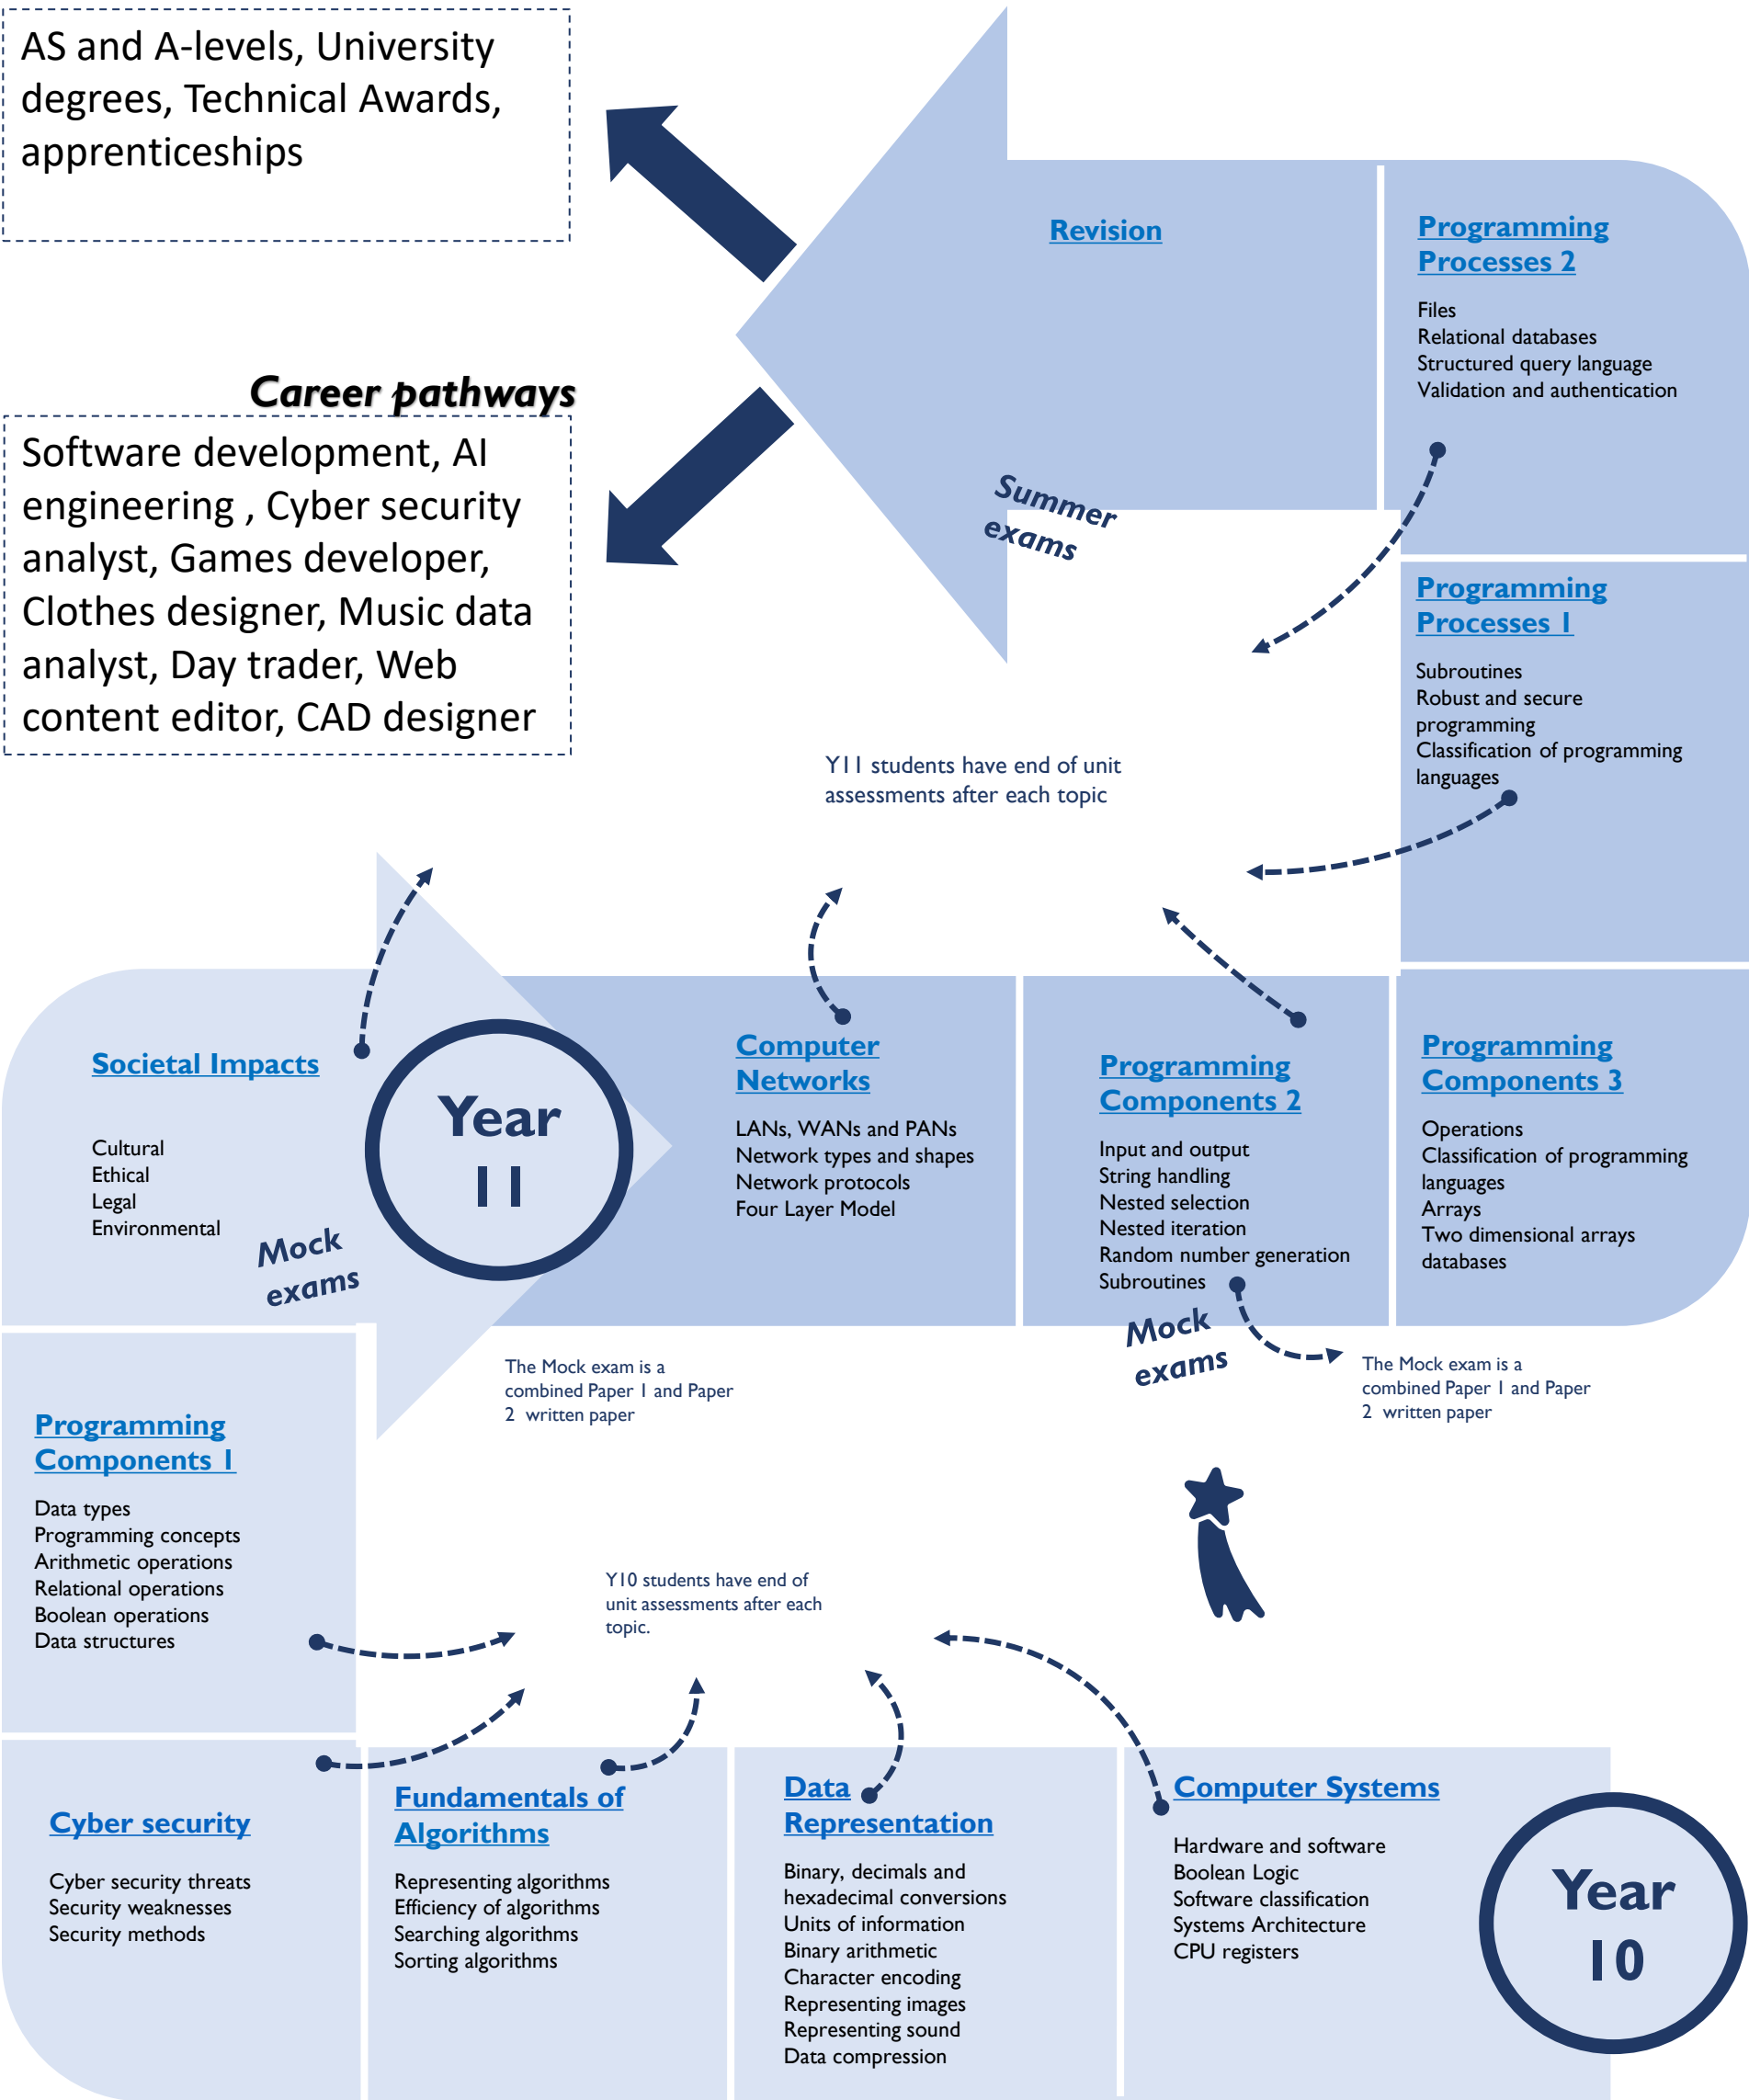 AS and A-levels, University
degrees, Technical Awards,
apprenticeships
Revision
Programming
Processes 2
Files
Relational databases
Structured query language
Validation and authentication
Career pathways
Software development, AI
engineering , Cyber security
analyst, Games developer,
Clothes designer, Music data
analyst, Day trader, Web
content editor, CAD designer
Summer
exams
Programming
Processes 1
Subroutines
Robust and secure
programming
Classification of programming
languages
Y11 students have end of unit
assessments after each topic
Societal Impacts
Cultural
Ethical
Legal
Environmental
Mock
exams
Year
11
Computer
Networks
LANs, WANs and PANs
Network types and shapes
Network protocols
Four Layer Model
Programming
Components 2
Input and output
String handling
Nested selection
Nested iteration
Random number generation
Subroutines
Mock
exams
Programming
Components 3
Operations
Classification of programming
languages
Arrays
Two dimensional arrays
databases
The Mock exam is a
combined Paper 1 and Paper
2 written paper
The Mock exam is a
combined Paper 1 and Paper
2 written paper
Programming
Components 1
Data types
Programming concepts
Arithmetic operations
Relational operations
Boolean operations
Data structures
Y10 students have end of
unit assessments after each
topic.
Cyber security
Cyber security threats
Security weaknesses
Security methods
Fundamentals of
Algorithms
Representing algorithms
Efficiency of algorithms
Searching algorithms
Sorting algorithms
Data
Representation
Binary, decimals and
hexadecimal conversions
Units of information
Binary arithmetic
Character encoding
Representing images
Representing sound
Data compression
Computer Systems
Hardware and software
Boolean Logic
Software classification
Systems Architecture
CPU registers
Year
10